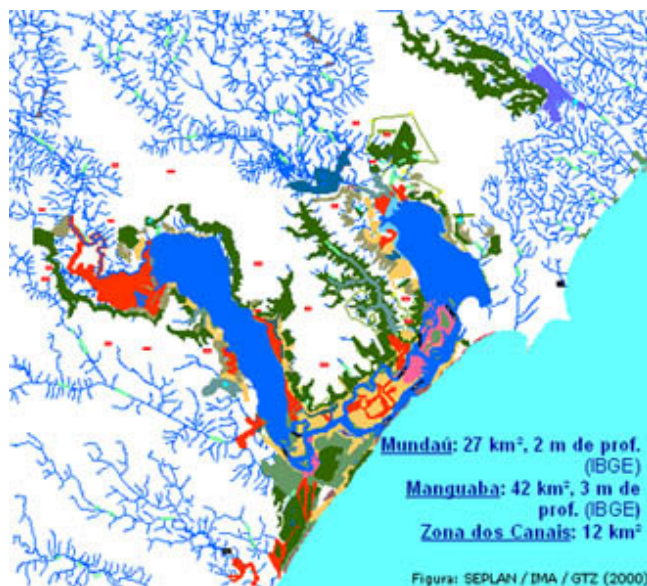 Mundaú: 27 km², 2 m de prof.
(IBGE)
Manguaba: 42 km², 3 m de
prof. (IBGE)
Zona dos Canais: 12 km²
Figura: SEPLAN / IMA / GTZ (2000)